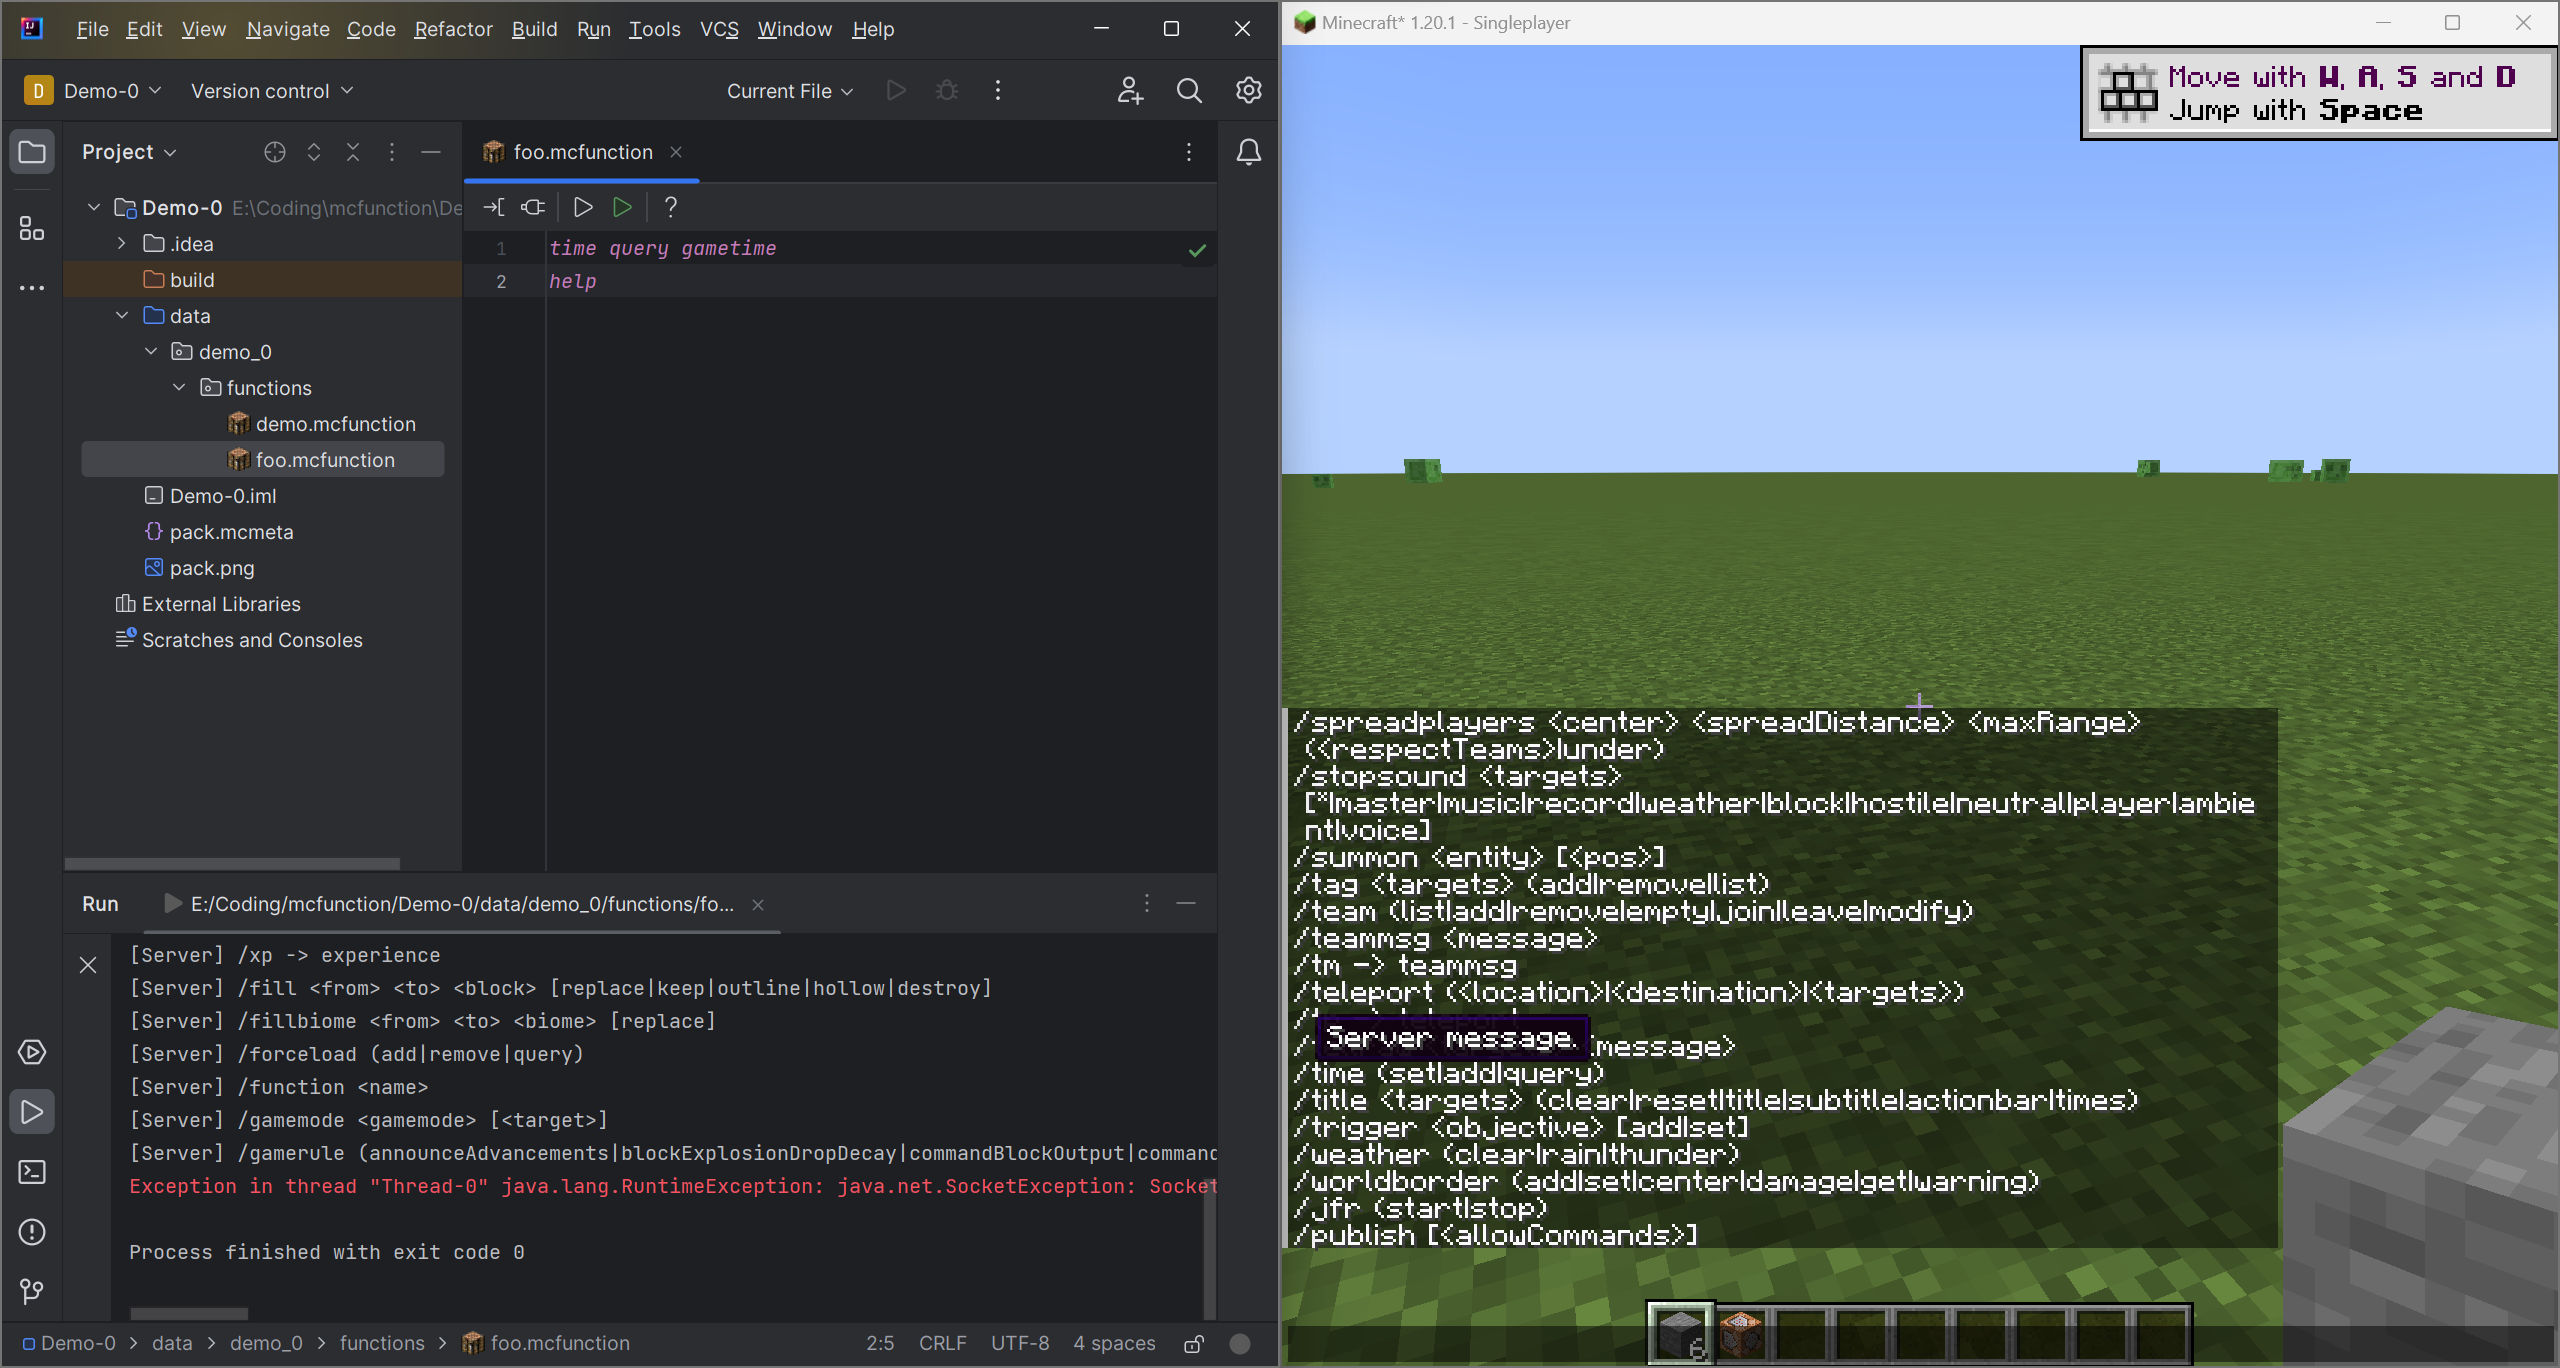 File Edit View Navigate Code Refactor Build Run Tools VCS Window Help
D Demo-0 Version control Current File
Project
foo.mcfunction
Demo-0 E:\Coding\mcfunction\De
.idea
build
data
demo_0
functions
demo.mcfunction
foo.mcfunction
Demo-0.iml
pack.mcmeta
pack.png
External Libraries
Scratches and Consoles
1 time query gametime
2 help
Run E:/Coding/mcfunction/Demo-0/data/demo_0/functions/fo...
[Server] /xp -> experience
[Server] /fill <from> <to> <block> [replace|keep|outline|hollow|destroy]
[Server] /fillbiome <from> <to> <biome> [replace]
[Server] /forceload (add|remove|query)
[Server] /function <name>
[Server] /gamemode <gamemode> [<target>]
[Server] /gamerule (announceAdvancements|blockExplosionDropDecay|commandBlockOutput|command
Exception in thread "Thread-0" java.lang.RuntimeException: java.net.SocketException: Socket
Process finished with exit code 0
Demo-0 > data > demo_0 > functions > foo.mcfunction 2:5 CRLF UTF-8 4 spaces
Minecraft* 1.20.1 - Singleplayer
Move with W, A, S and D
Jump with Space
/spreadplayers <center> <spreadDistance> <maxRange>
(<respectTeams>|under)
/stopsound <targets>
[*|master|music|record|weather|block|hostile|neutral|player|ambie
nt|voice]
/summon <entity> [<pos>]
/tag <targets> (add|remove|list)
/team (list|add|remove|empty|join|leave|modify)
/teammsg <message>
/tm -> teammsg
/teleport (<location>|<destination>|<targets>)
Server message.
message>
/time (set|add|query)
/title <targets> (clear|reset|title|subtitle|actionbar|times)
/trigger <objective> [add|set]
/weather (clear|rain|thunder)
/worldborder (add|set|center|damage|get|warning)
/jfr (start|stop)
/publish [<allowCommands>]
6